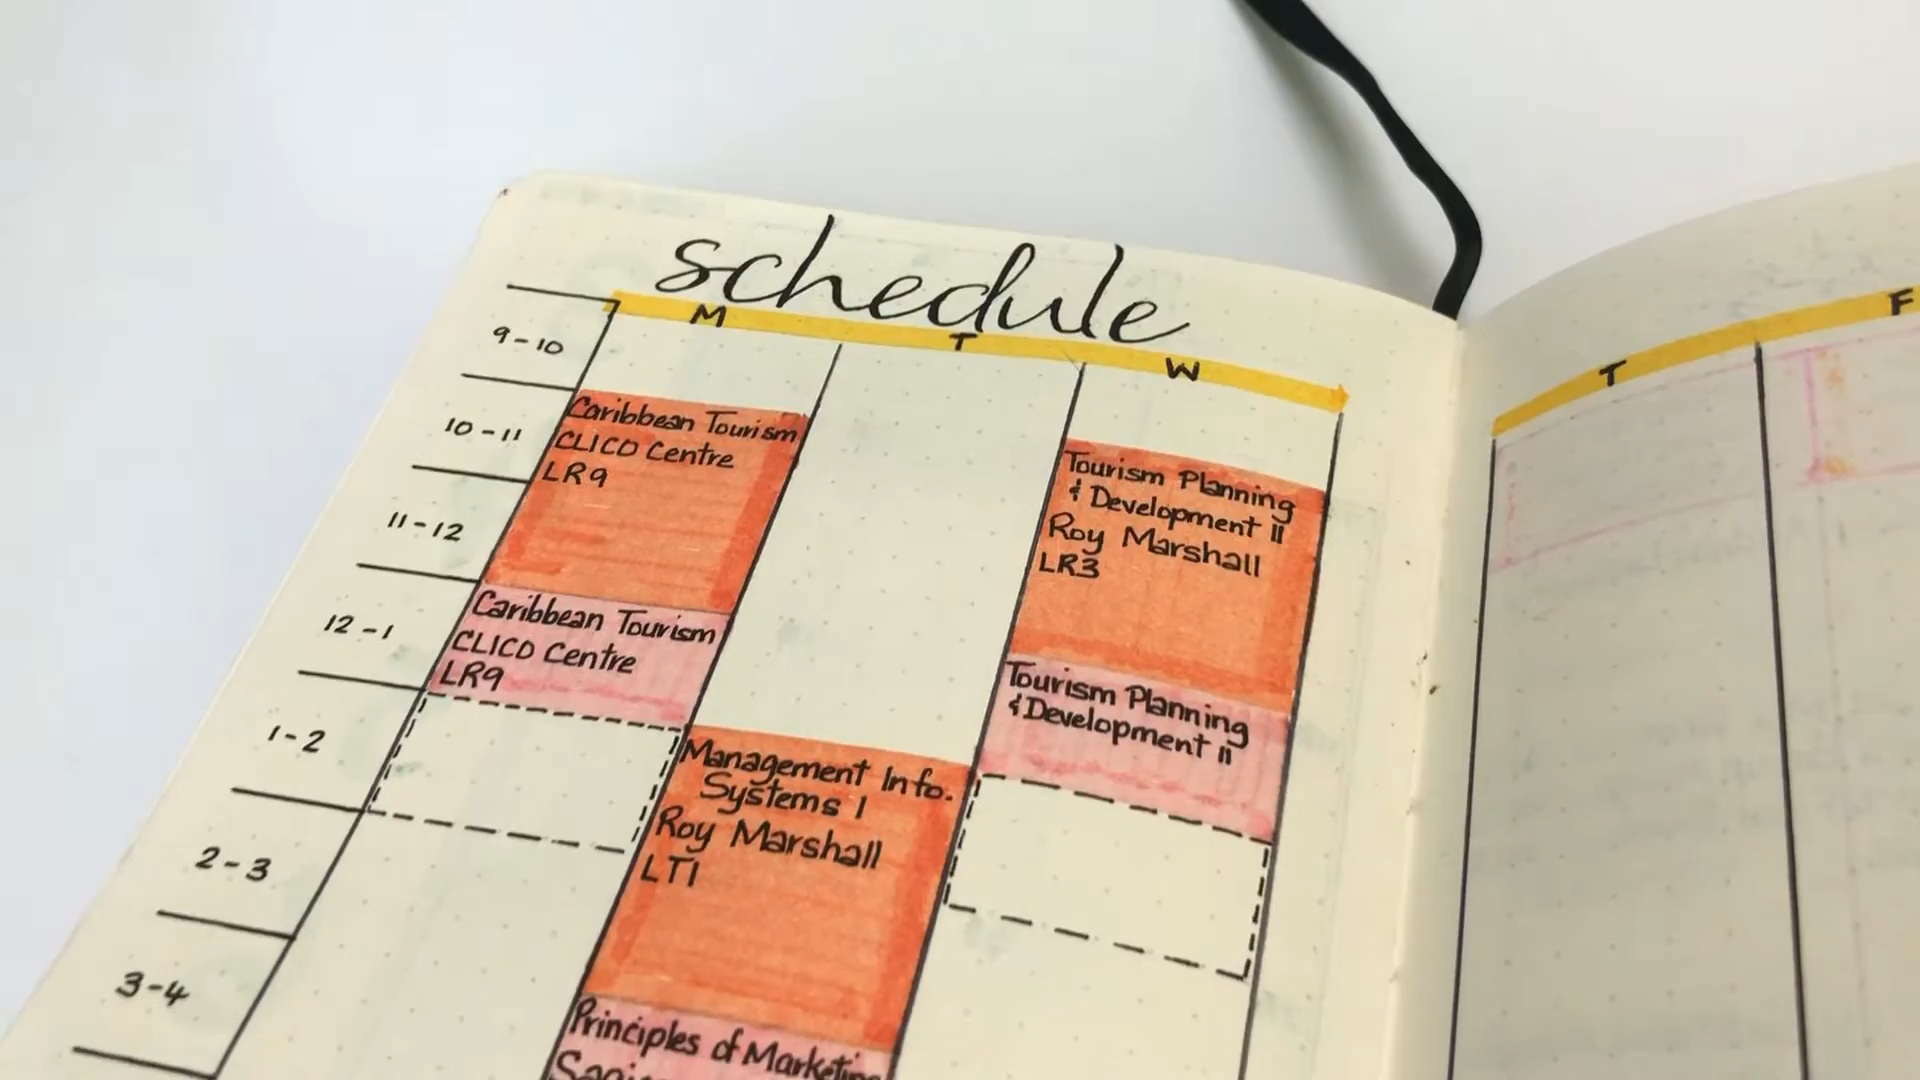 schedule
M T W T F
9-10
10-11
11-12
12-1
1-2
2-3
3-4
Caribbean Tourism
CLICO Centre
LR9
Caribbean Tourism
CLICO Centre
LR9
Management Info.
Systems I
Roy Marshall
LT1
Principles of
Tourism Planning
& Development II
Roy Marshall
LR3
Tourism Planning
& Development II